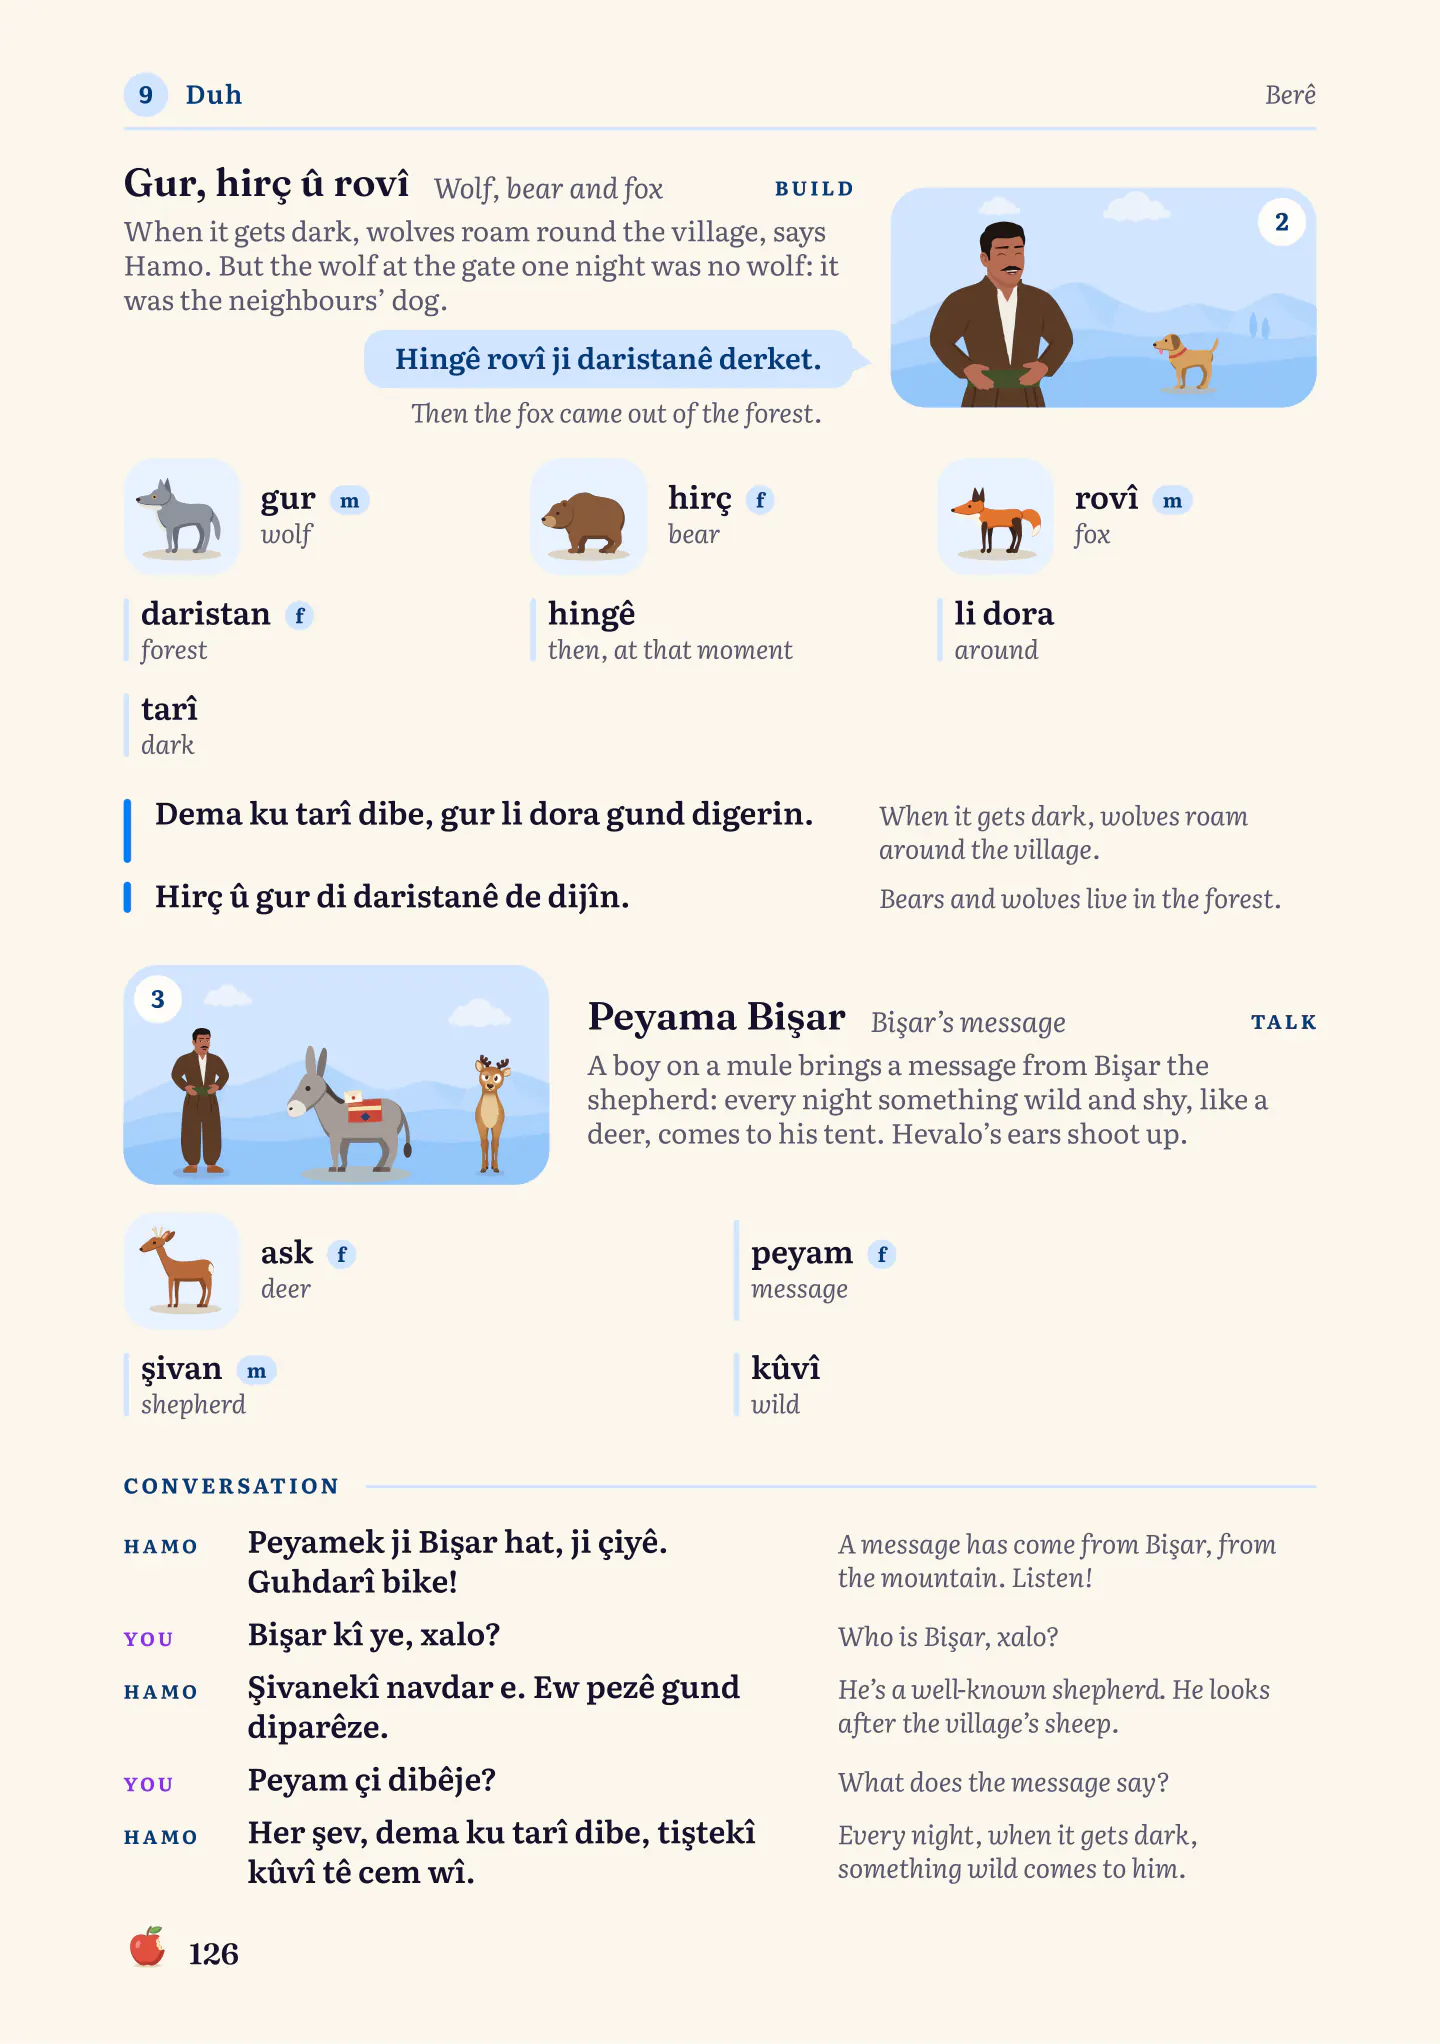 9 Duh
Berê
Gur, hirç û rovî Wolf, bear and fox BUILD
When it gets dark, wolves roam round the village, says
Hamo. But the wolf at the gate one night was no wolf: it
was the neighbours’ dog.
Hingê rovî ji daristanê derket.
Then the fox came out of the forest.
2
gur m
wolf
hirç f
bear
rovî m
fox
daristan f
forest
hingê
then, at that moment
li dora
around
tarî
dark
Dema ku tarî dibe, gur li dora gund digerin.
When it gets dark, wolves roam
around the village.
Hirç û gur di daristanê de dijîn.
Bears and wolves live in the forest.
3
Peyama Bişar Bişar’s message TALK
A boy on a mule brings a message from Bişar the
shepherd: every night something wild and shy, like a
deer, comes to his tent. Hevalo’s ears shoot up.
ask f
deer
peyam f
message
şivan m
shepherd
kûvî
wild
CONVERSATION
HAMO
Peyamek ji Bişar hat, ji çiyê.
Guhdarî bike!
A message has come from Bişar, from
the mountain. Listen!
YOU
Bişar kî ye, xalo?
Who is Bişar, xalo?
HAMO
Şivanekî navdar e. Ew pezê gund
diparêze.
He’s a well-known shepherd. He looks
after the village’s sheep.
YOU
Peyam çi dibêje?
What does the message say?
HAMO
Her şev, dema ku tarî dibe, tiştekî
kûvî tê cem wî.
Every night, when it gets dark,
something wild comes to him.
126